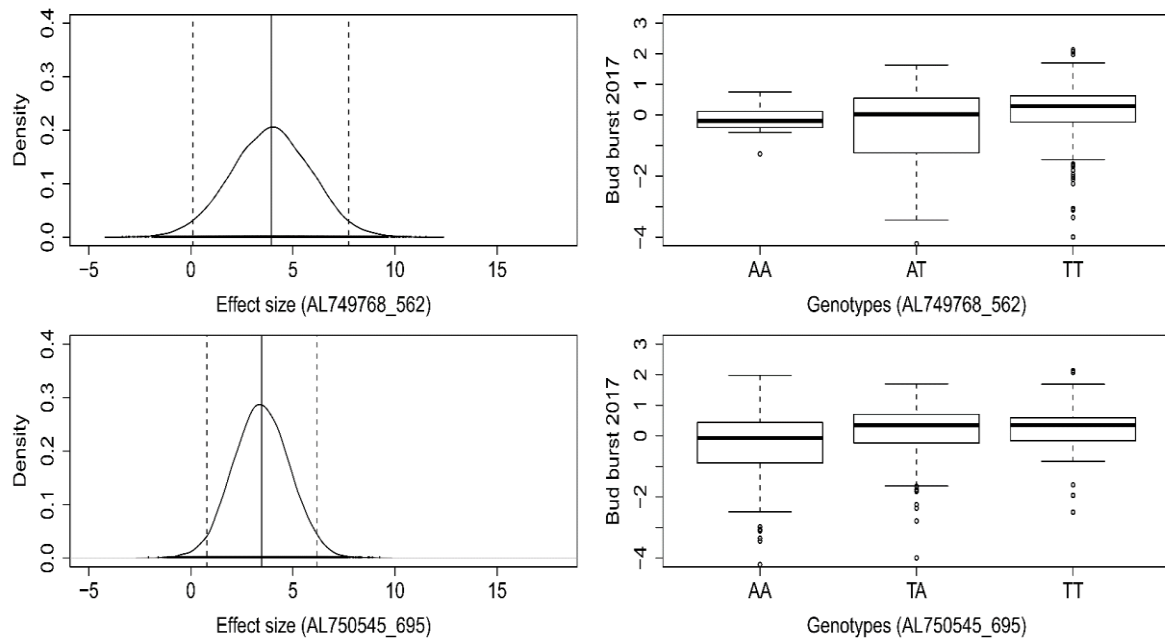 Density
0.0 0.1 0.2 0.3 0.4
−5 0 5 10 15
Effect size (AL749768_562)
Bud burst 2017
−4 −2 0 1 2 3
AA AT TT
Genotypes (AL749768_562)
Density
0.0 0.1 0.2 0.3 0.4
−5 0 5 10 15
Effect size (AL750545_695)
Bud burst 2017
−4 −2 0 1 2 3
AA TA TT
Genotypes (AL750545_695)